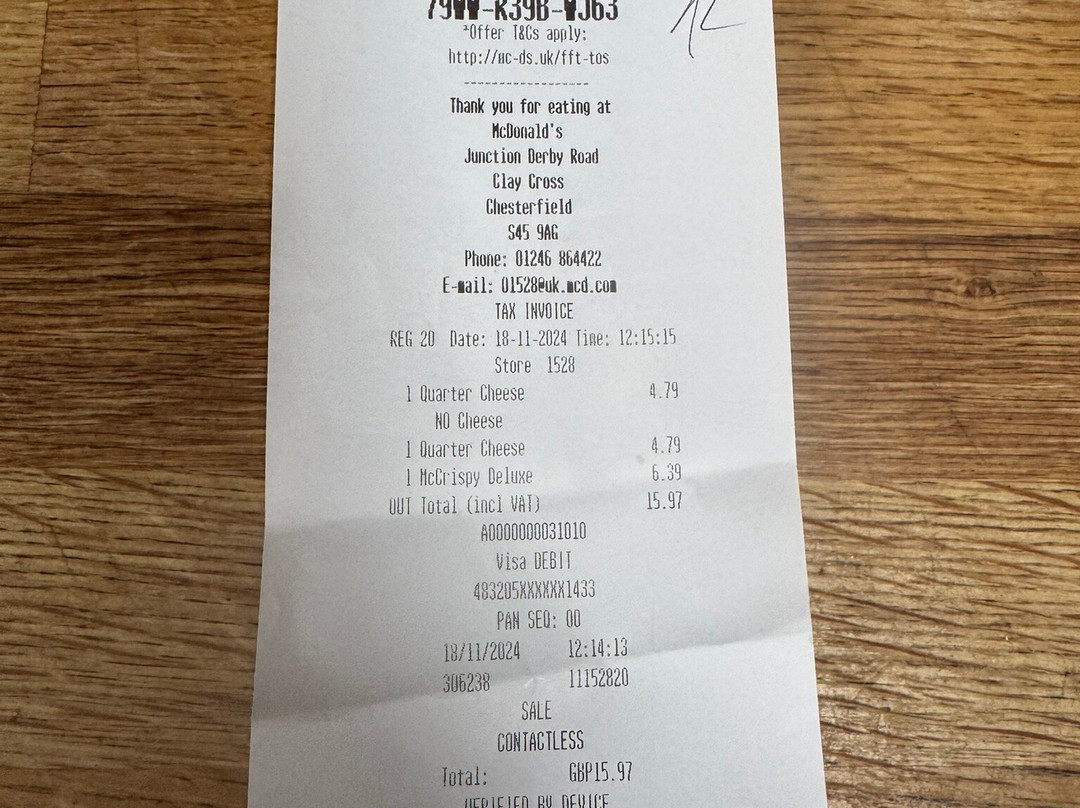 ²Offer T&Cs apply:
http://mc-ds.uk/fft-tos
------------------
Thank you for eating at
McDonald's
Junction Derby Road
Clay Cross
Chesterfield
S45 9AG
Phone: 01246 864422
E-mail: 01528@uk.mcd.com
TAX INVOICE
REG 20 Date: 18-11-2024 Time: 12:15:15
Store 1528
1 Quarter Cheese 4.79
NO Cheese
1 Quarter Cheese 4.79
1 McCrispy Deluxe 6.39
OUT Total (incl VAT) 15.97
A0000000031010
Visa DEBIT
483205XXXXXX1433
PAN SEQ: 00
18/11/2024 12:14:13
306238 11152820
SALE
CONTACTLESS
Total: GBP15.97
VERIFIED BY DEVICE